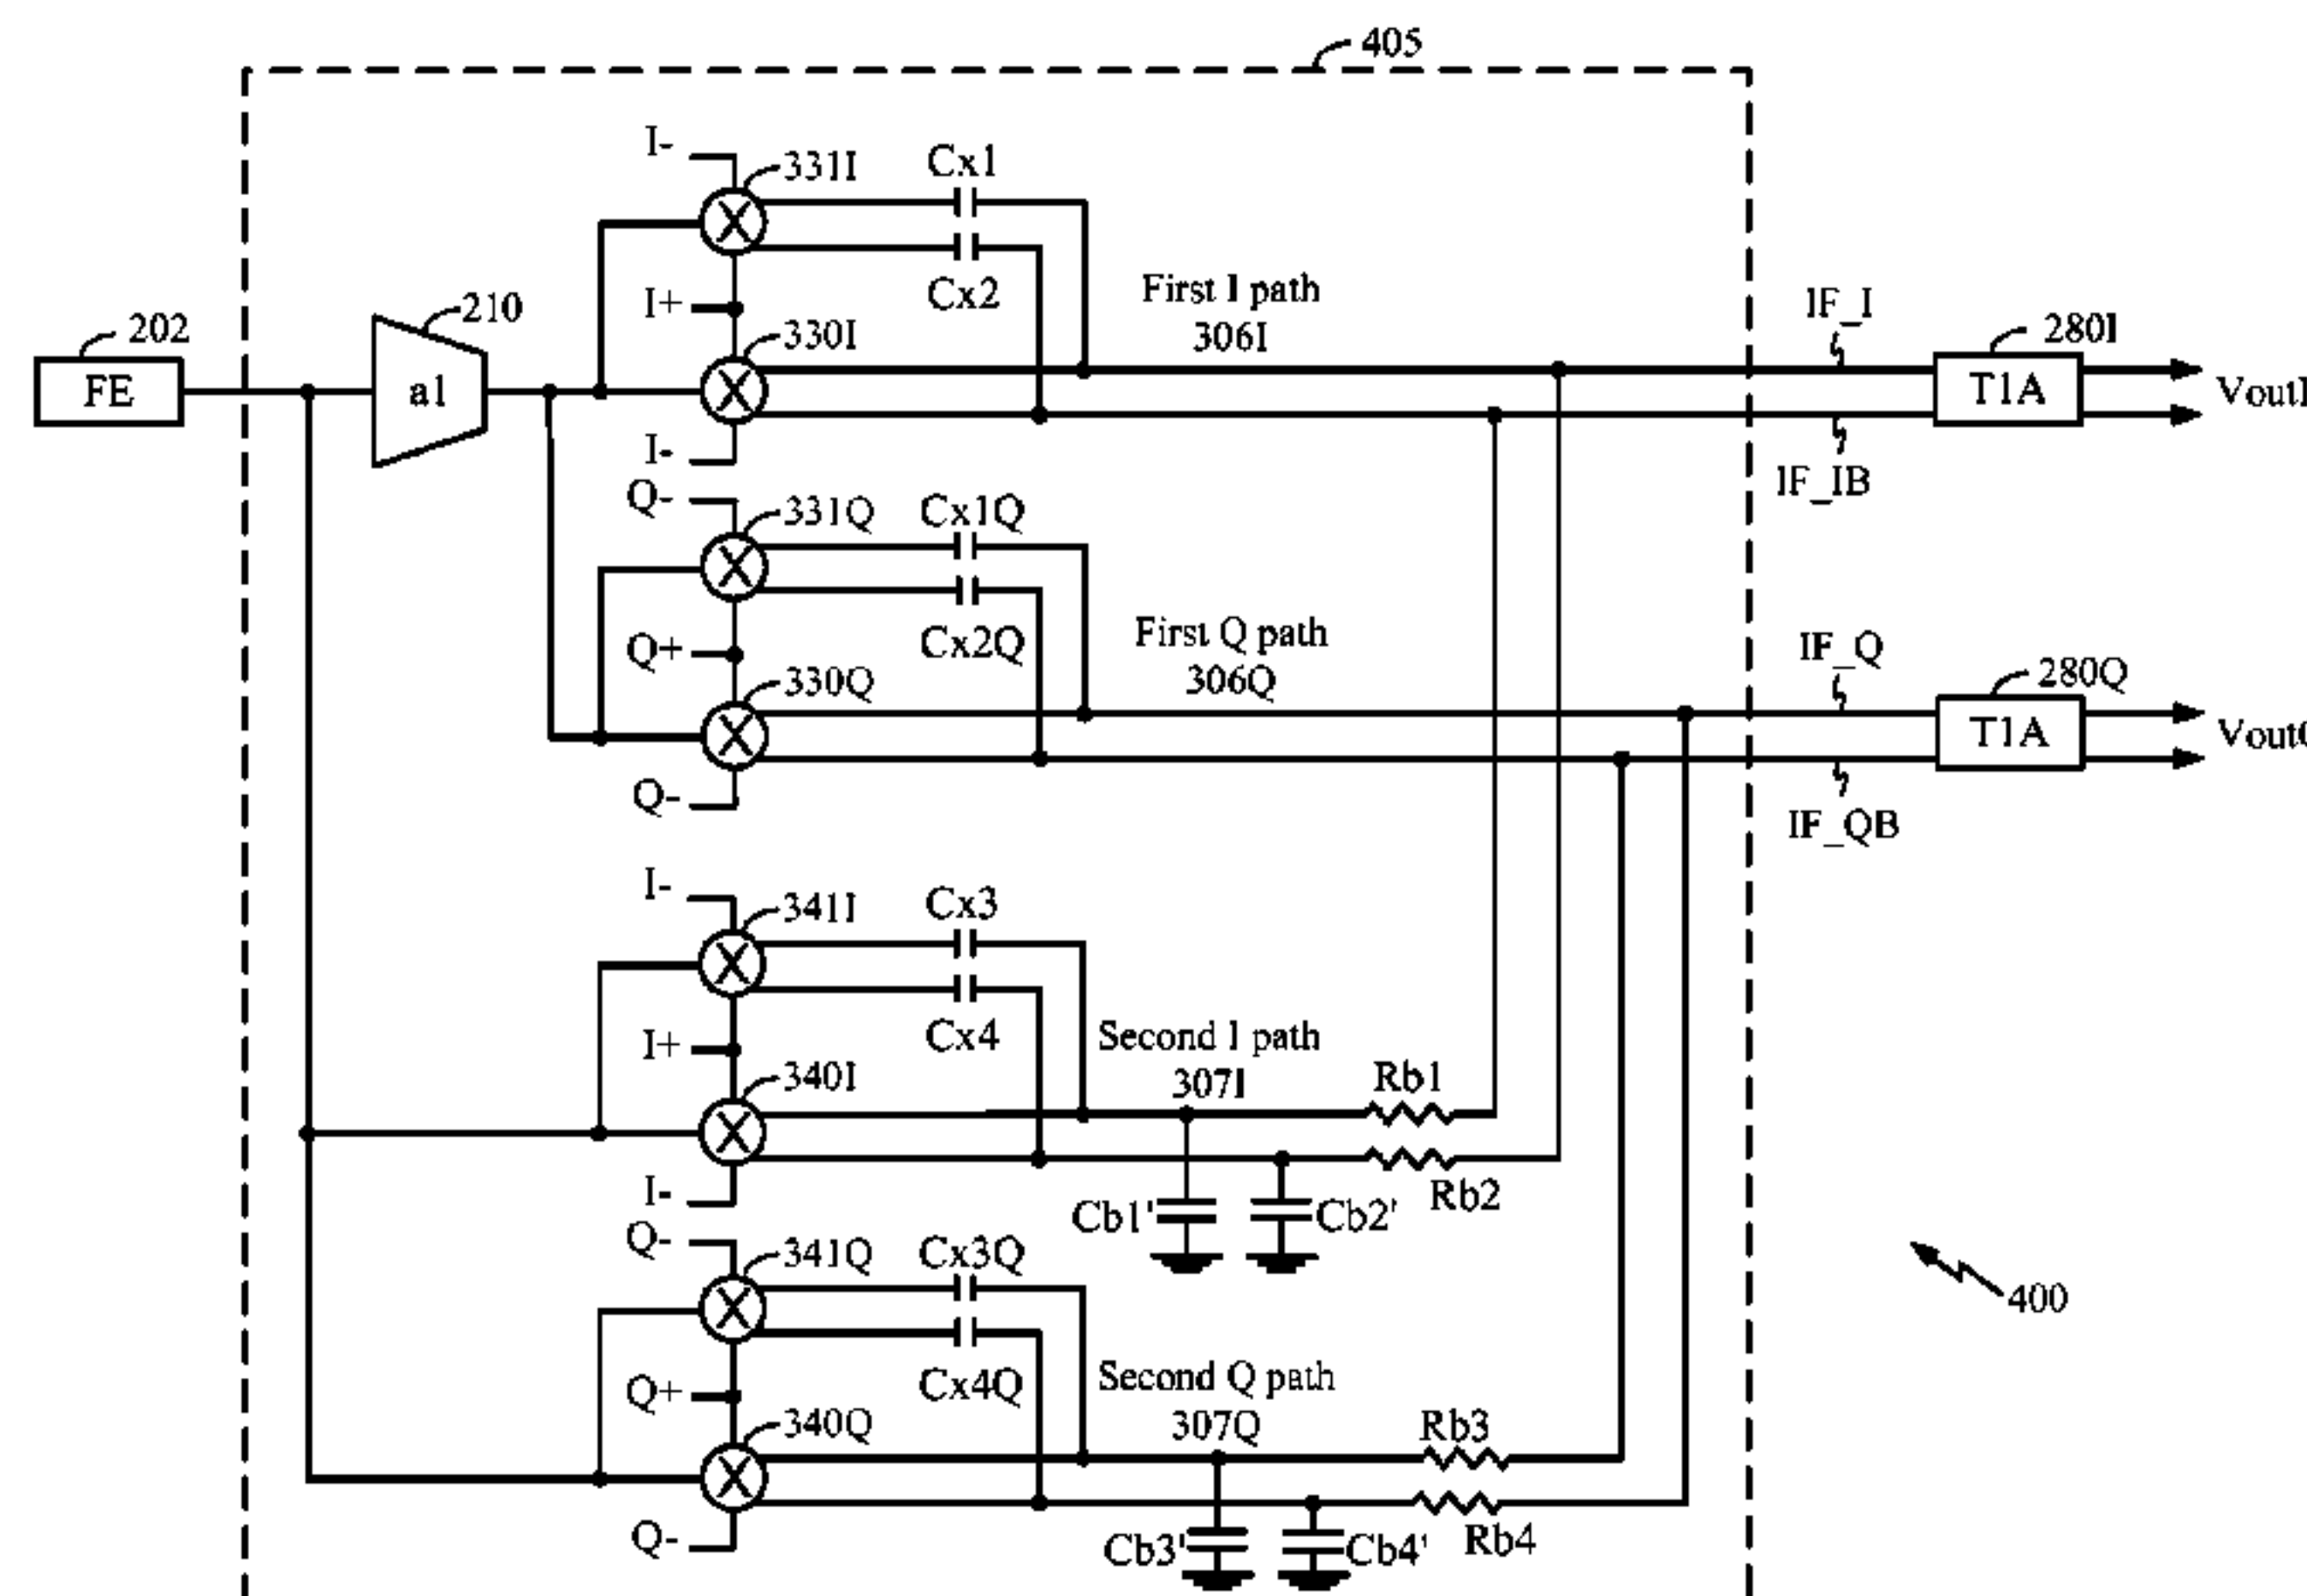 405
I-
331I
Cx1
Cx2
I+
330I
I-
First I path
306I
202
FE
210
a1
IF_I
IF_IB
280I
T1A
VoutI
Q-
331Q
Cx1Q
Cx2Q
Q+
330Q
Q-
First Q path
306Q
IF_Q
IF_QB
280Q
T1A
Vout
I-
341I
Cx3
Cx4
I+
340I
I-
Second I path
307I
Rb1
Rb2
Cb1'
Cb2'
Q-
341Q
Cx3Q
Cx4Q
Q+
340Q
Q-
Second Q path
307Q
Rb3
Rb4
Cb3'
Cb4'
400